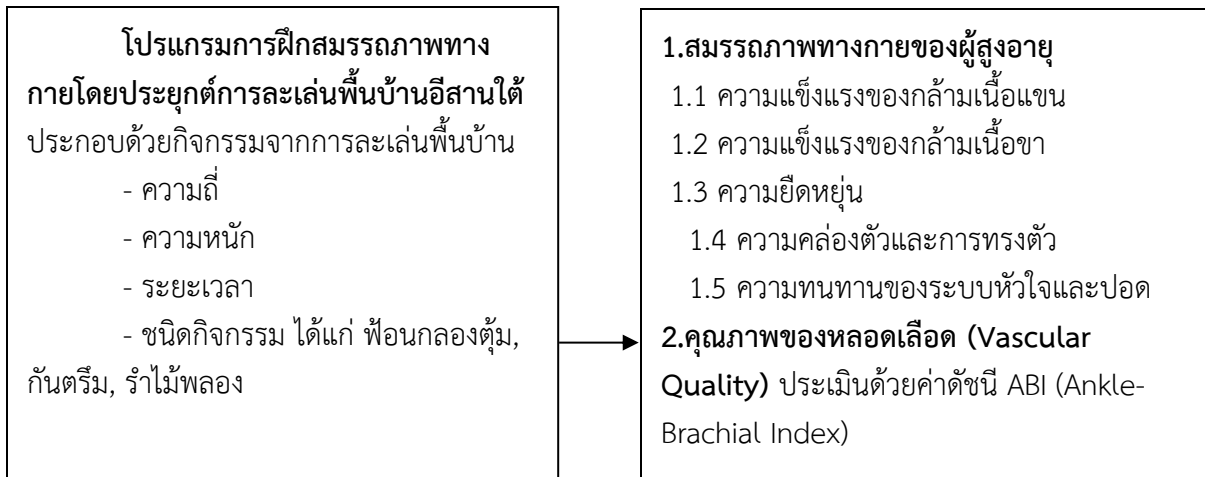 โปรแกรมการฝึกสมรรถภาพทาง
กายโดยประยุกต์การละเล่นพื้นบ้านอีสานใต้
ประกอบด้วยกิจกรรมจากการละเล่นพื้นบ้าน
- ความถี่
- ความหนัก
- ระยะเวลา
- ชนิดกิจกรรม ได้แก่ ฟ้อนกลองตุ้ม,
กันตรึม, รำไม้พลอง
1.สมรรถภาพทางกายของผู้สูงอายุ
1.1 ความแข็งแรงของกล้ามเนื้อแขน
1.2 ความแข็งแรงของกล้ามเนื้อขา
1.3 ความยืดหยุ่น
1.4 ความคล่องตัวและการทรงตัว
1.5 ความทนทานของระบบหัวใจและปอด
2.คุณภาพของหลอดเลือด (Vascular
Quality) ประเมินด้วยค่าดัชนี ABI (Ankle-
Brachial Index)